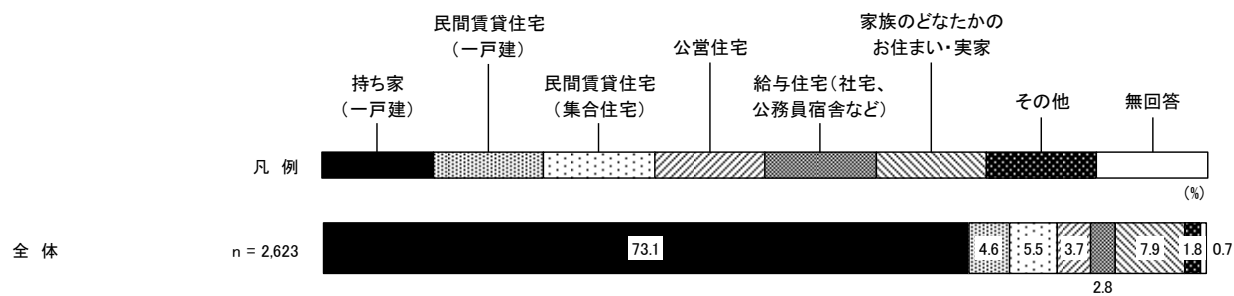 民間賃貸住宅
（一戸建）
公営住宅
家族のどなたかの
お住まい・実家
持ち家
（一戸建）
民間賃貸住宅
（集合住宅）
給与住宅（社宅、
公務員宿舎など）
その他
無回答
凡 例
(%)
全 体
n = 2,623
73.1
4.6
5.5
3.7
2.8
7.9
1.8
0.7